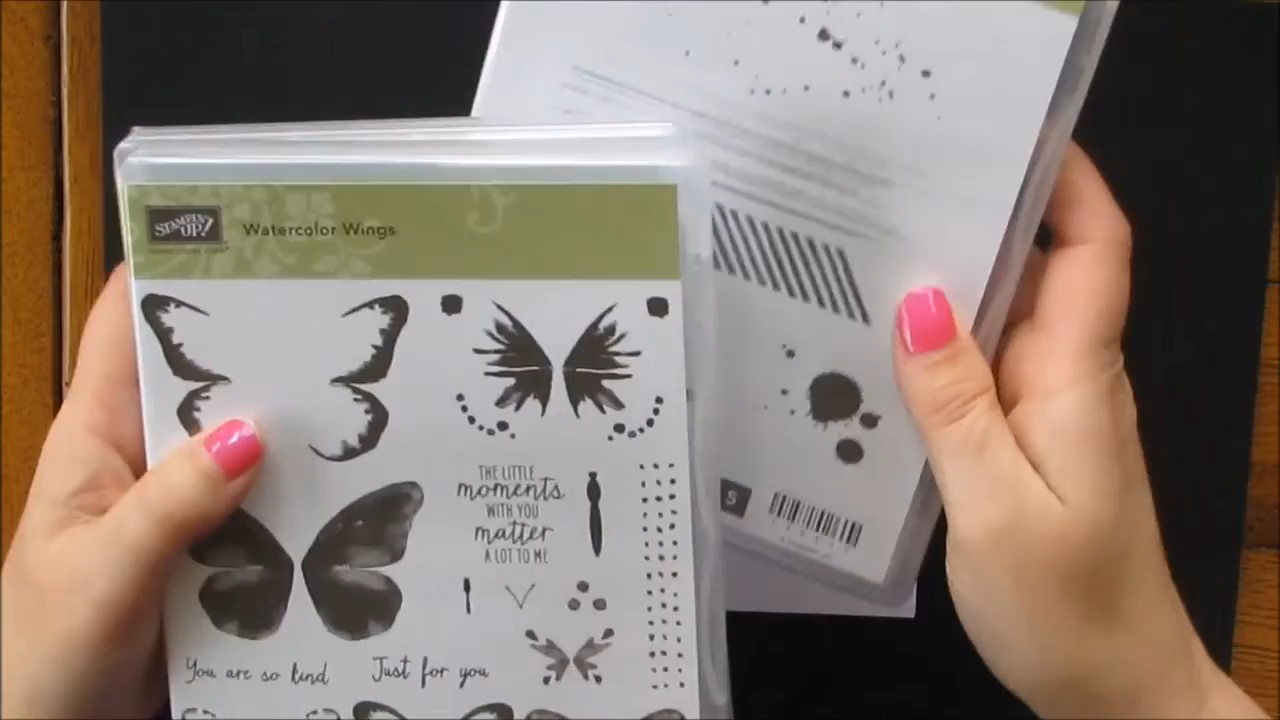 STAMPIN' UP!
Watercolor Wings
THE LITTLE
moments
WITH YOU
matter
A LOT TO ME
You are so kind
Just for you
5